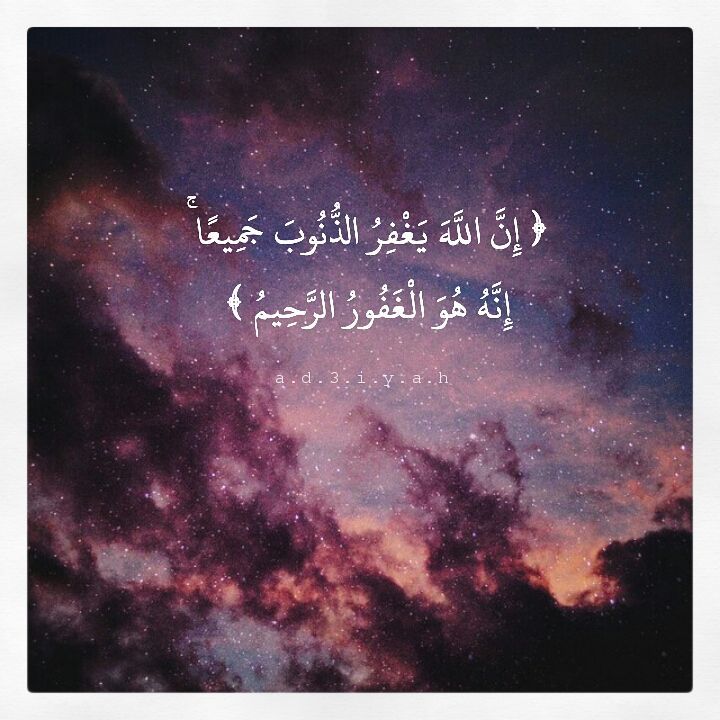 ﴿ إِنَّ اللَّهَ يَغْفِرُ الذُّنُوبَ جَمِيعًا ۚ
إِنَّهُ هُوَ الْغَفُورُ الرَّحِيمُ ﴾
a.d.3.i.y.a.h